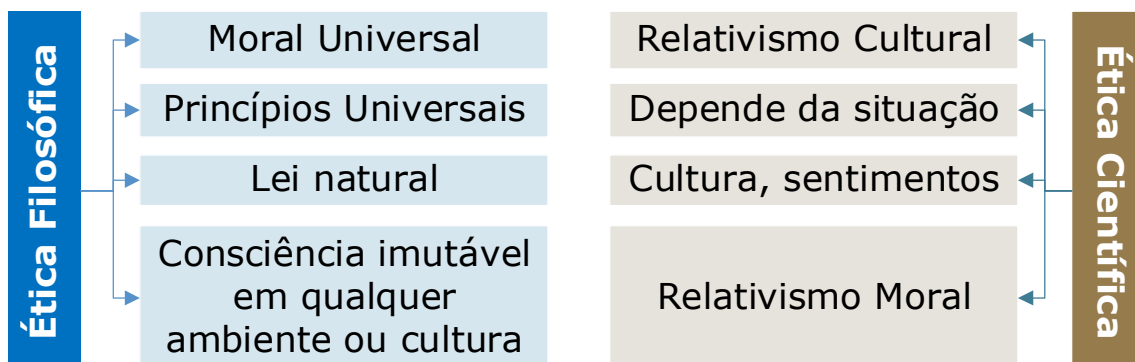 Ética Filosófica
Moral Universal
Princípios Universais
Lei natural
Consciência imutável
em qualquer
ambiente ou cultura
Relativismo Cultural
Depende da situação
Cultura, sentimentos
Relativismo Moral
Ética Científica